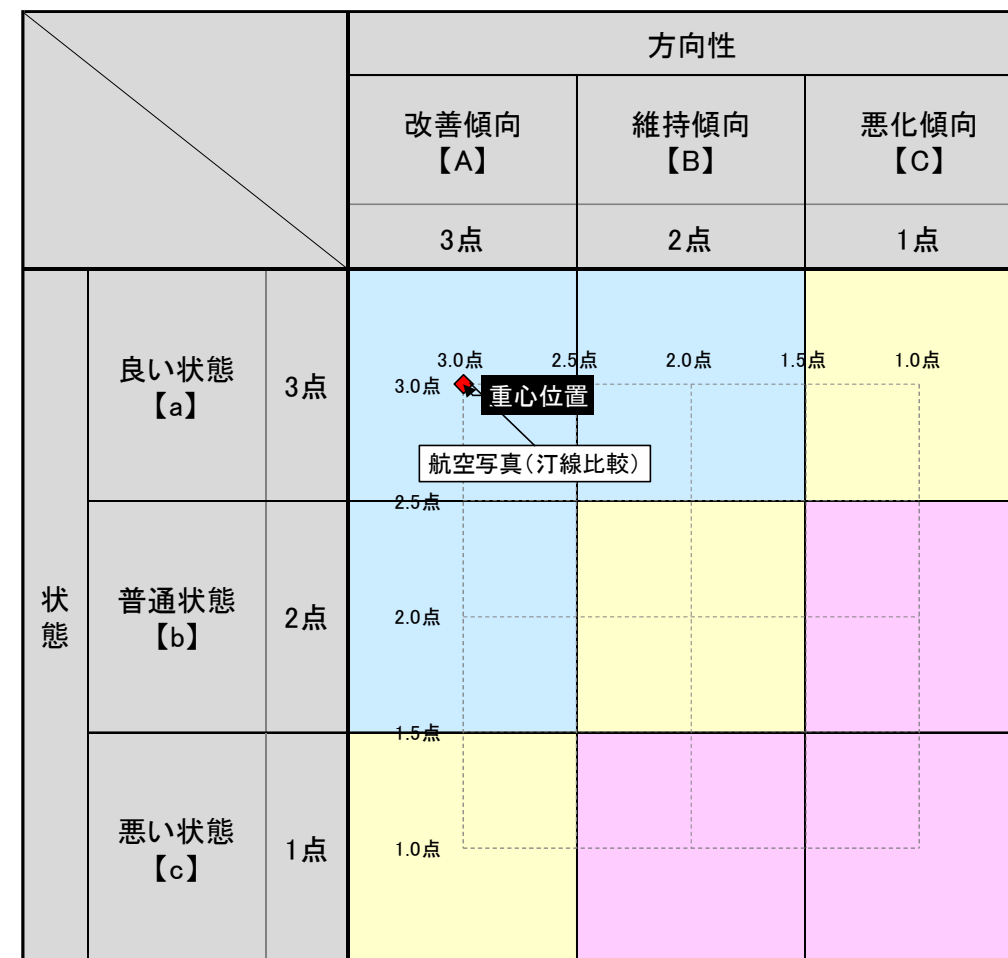 方向性
改善傾向
【A】
維持傾向
【B】
悪化傾向
【C】
3点
2点
1点
状態
良い状態
【a】
3点
3.0点
2.5点
2.0点
1.5点
1.0点
3.0点
重心位置
航空写真(汀線比較)
2.5点
普通状態
【b】
2点
2.0点
1.5点
悪い状態
【c】
1点
1.0点